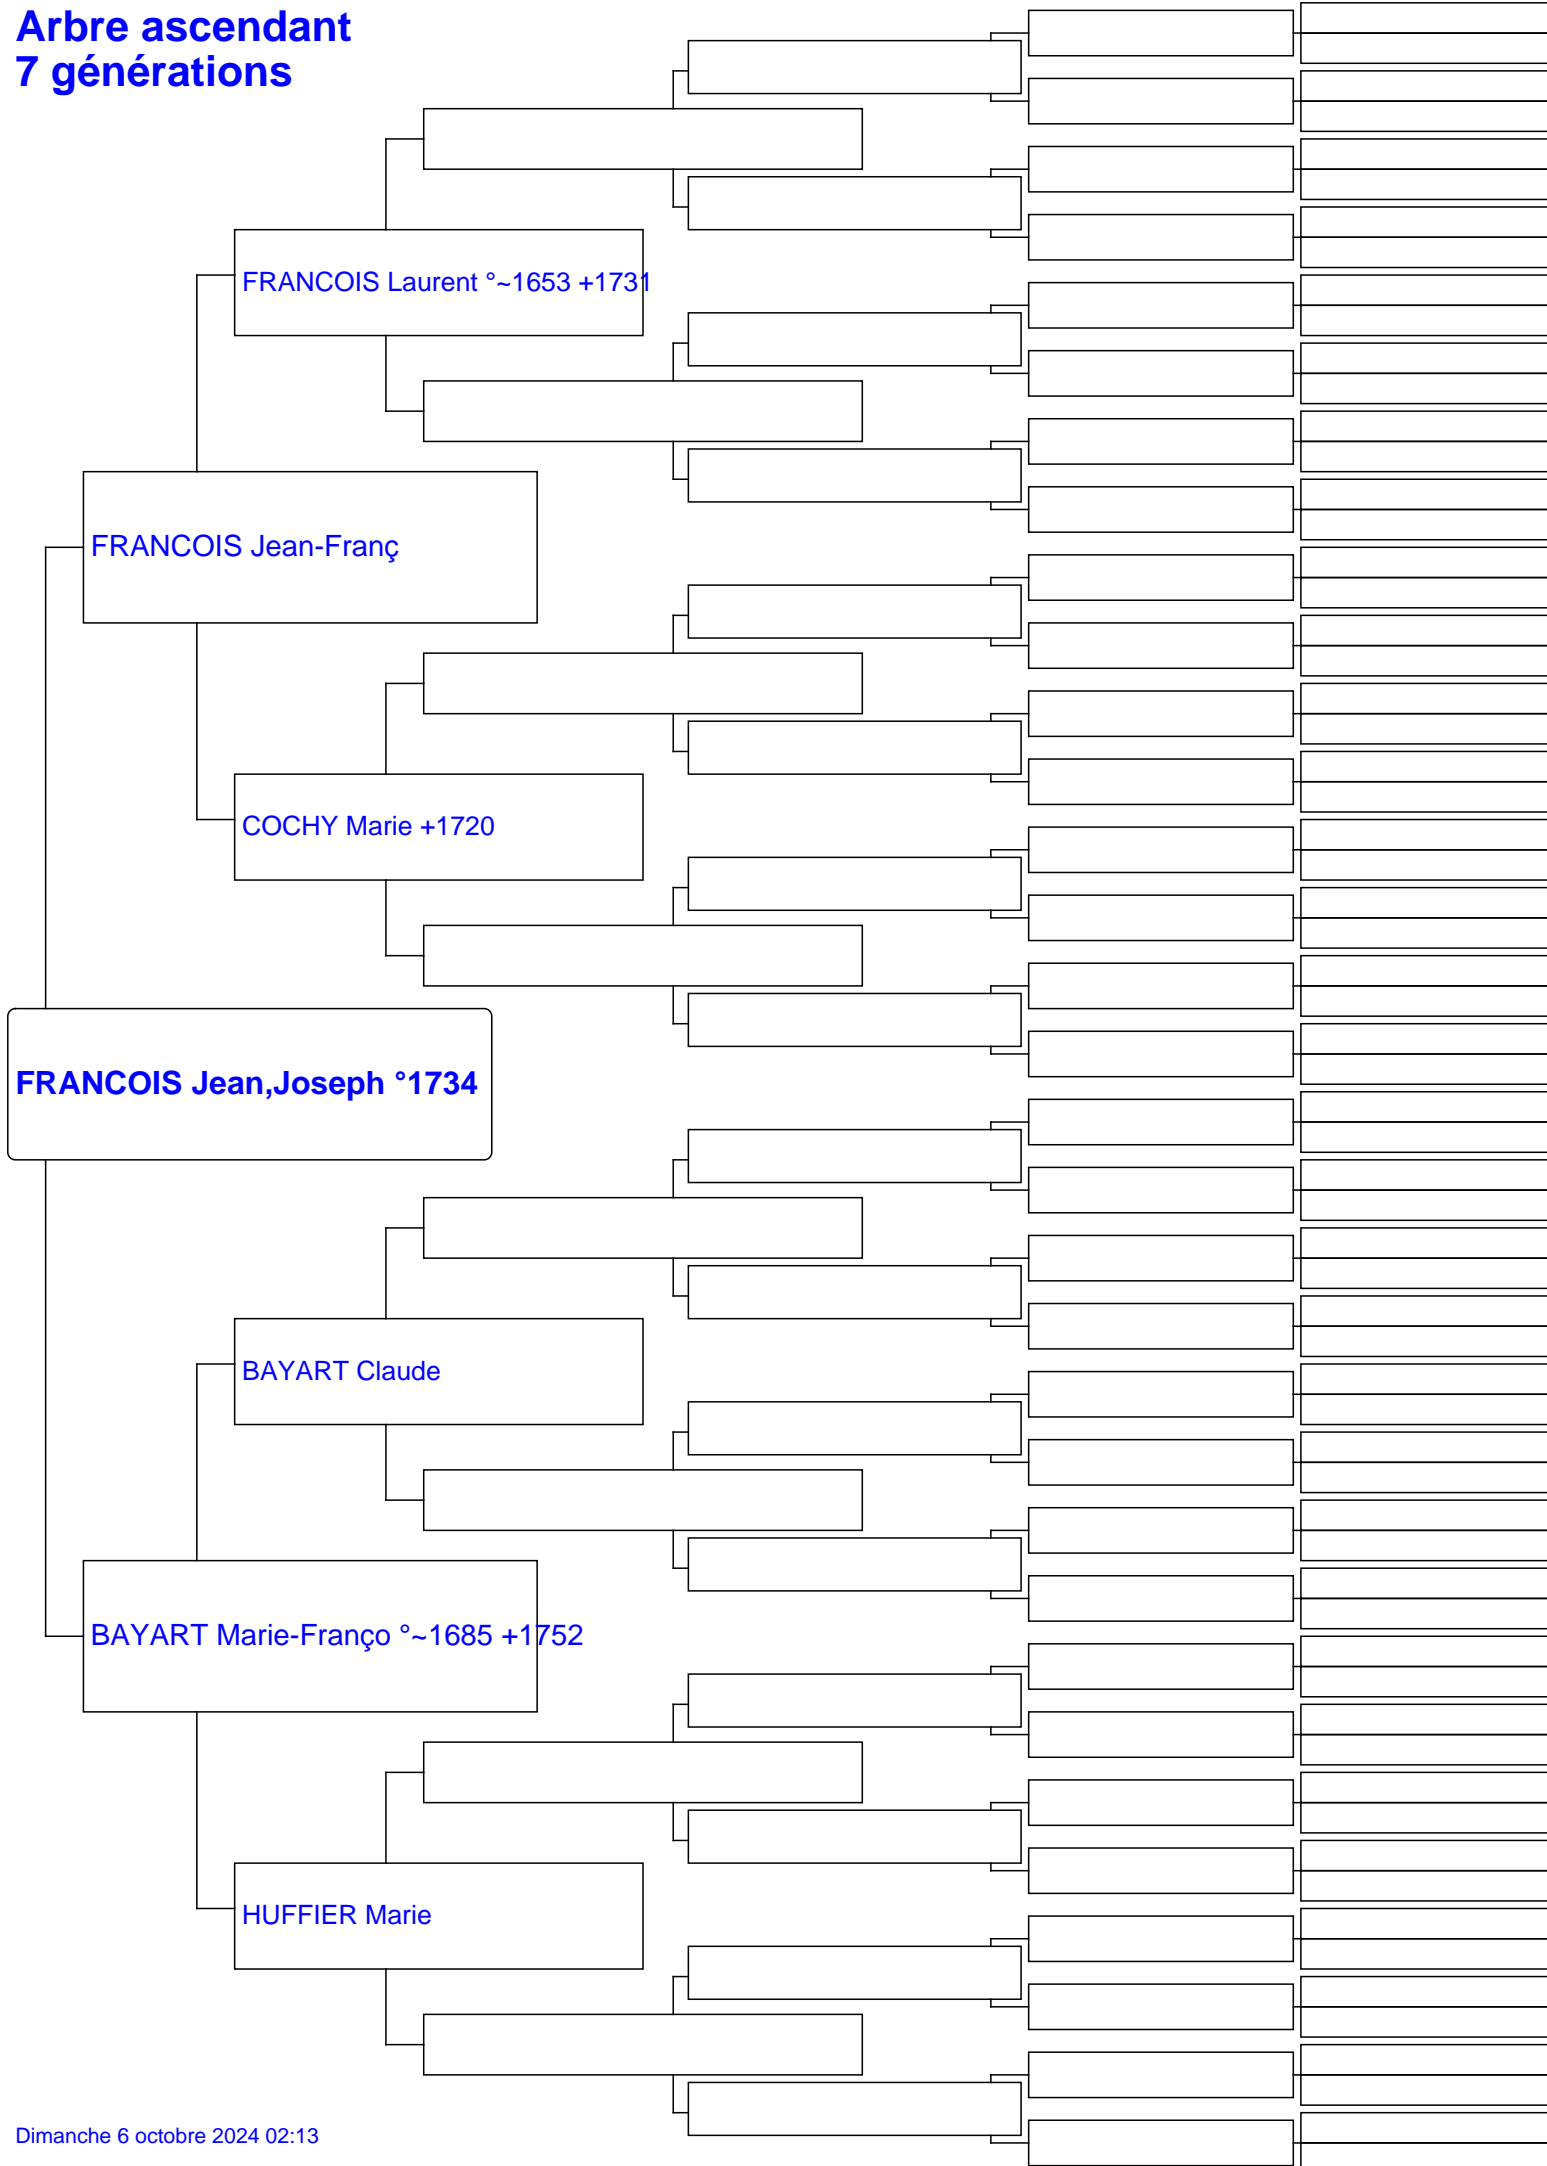 Arbre ascendant
7 générations
FRANCOIS Laurent °~1653 +1731
FRANCOIS Jean-Franç
COCHY Marie +1720
FRANCOIS Jean,Joseph °1734
BAYART Claude
BAYART Marie-Franço °~1685 +1752
HUFFIER Marie
Dimanche 6 octobre 2024 02:13